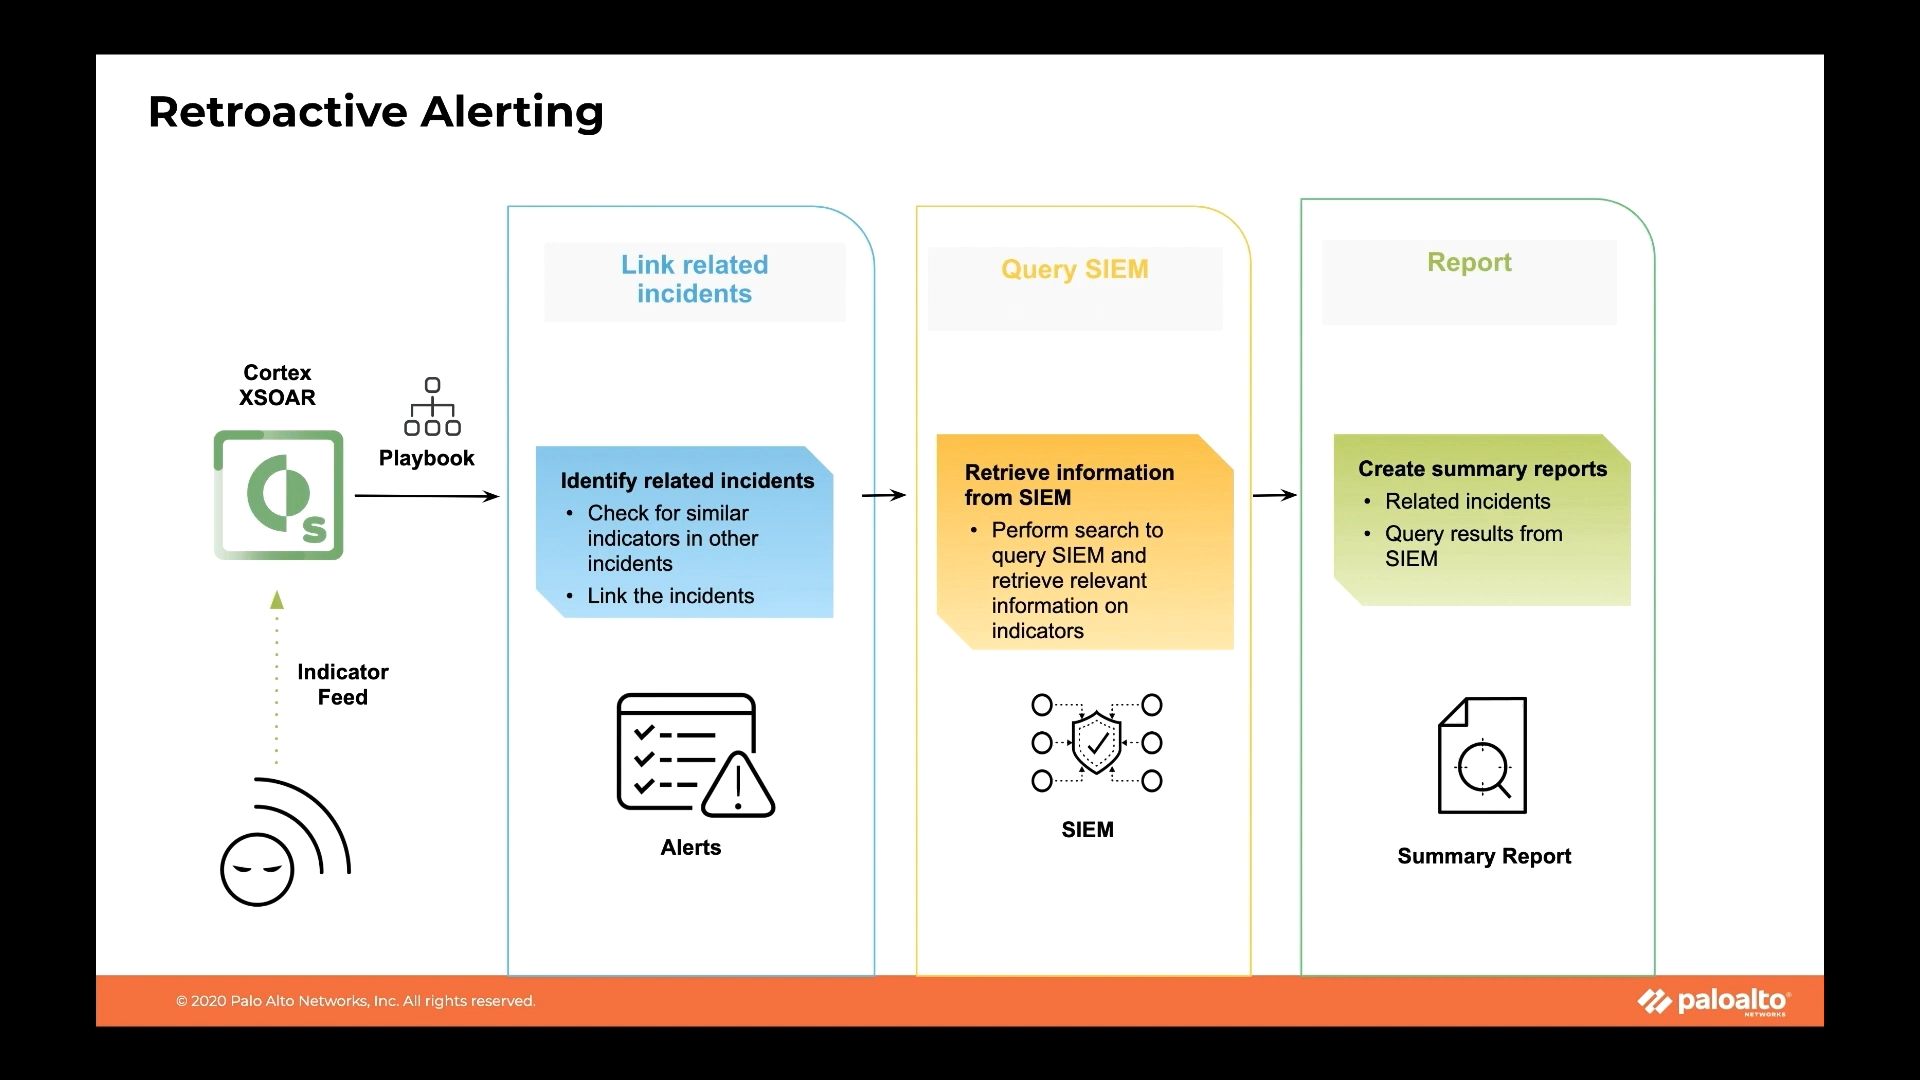 Retroactive Alerting
Cortex
XSOAR
Playbook
Indicator
Feed
Link related
incidents
Identify related incidents
• Check for similar
indicators in other
incidents
• Link the incidents
Alerts
Query SIEM
Retrieve information
from SIEM
• Perform search to
query SIEM and
retrieve relevant
information on
indicators
SIEM
Report
Create summary reports
• Related incidents
• Query results from
SIEM
Summary Report
© 2020 Palo Alto Networks, Inc. All rights reserved.
paloalto®
NETWORKS